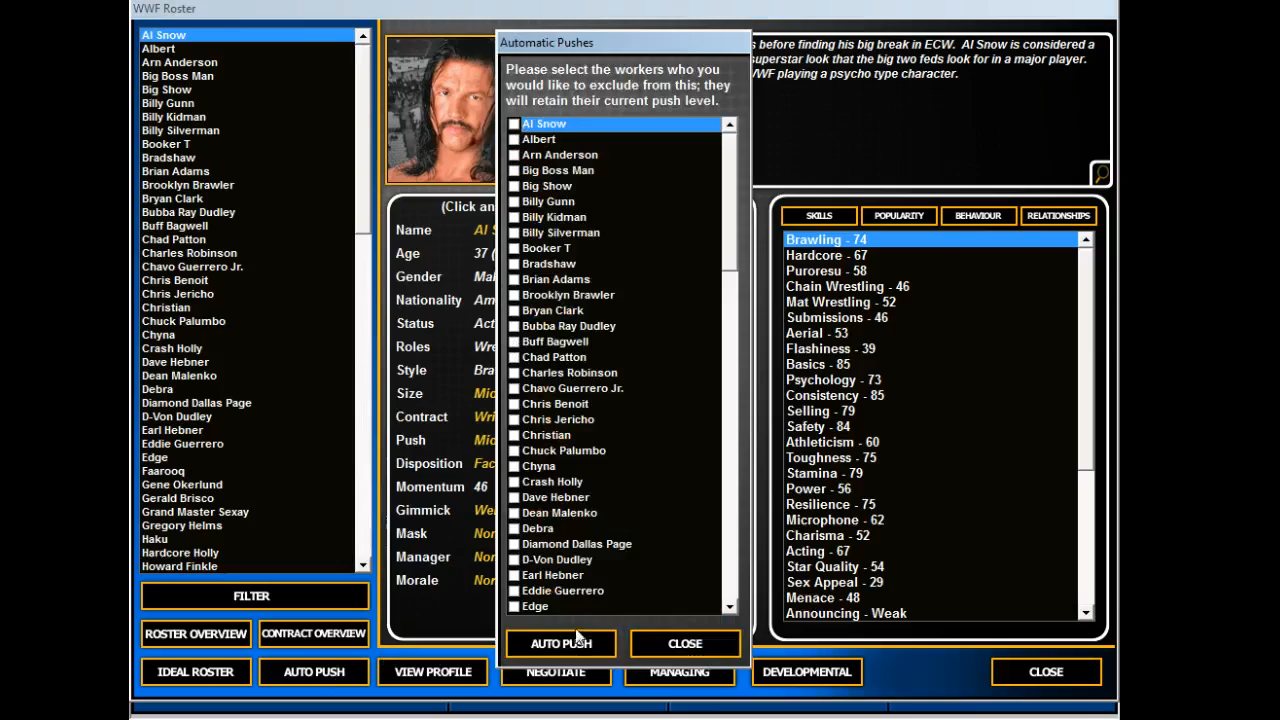 WWF Roster
Al Snow
Albert
Arn Anderson
Big Boss Man
Big Show
Billy Gunn
Billy Kidman
Billy Silverman
Booker T
Bradshaw
Brian Adams
Brooklyn Brawler
Bryan Clark
Bubba Ray Dudley
Buff Bagwell
Chad Patton
Charles Robinson
Chavo Guerrero Jr.
Chris Benoit
Chris Jericho
Christian
Chuck Palumbo
Chyna
Crash Holly
Dave Hebner
Dean Malenko
Debra
Diamond Dallas Page
D-Von Dudley
Earl Hebner
Eddie Guerrero
Edge
Faarooq
Gene Okerlund
Gerald Brisco
Grand Master Sexay
Gregory Helms
Haku
Hardcore Holly
Howard Finkle
FILTER
ROSTER OVERVIEW
CONTRACT OVERVIEW
IDEAL ROSTER
AUTO PUSH
VIEW PROFILE
NEGOTIATE
MANAGING
DEVELOPMENTAL
CLOSE
(Click an
Name
Age 37 (
Gender
Nationality
Status
Roles
Style
Size
Contract
Push
Disposition
Momentum 46
Gimmick
Mask
Manager
Morale
Automatic Pushes
Please select the workers who you
would like to exclude from this; they
will retain their current push level.
Al Snow
Albert
Arn Anderson
Big Boss Man
Big Show
Billy Gunn
Billy Kidman
Billy Silverman
Booker T
Bradshaw
Brian Adams
Brooklyn Brawler
Bryan Clark
Bubba Ray Dudley
Buff Bagwell
Chad Patton
Charles Robinson
Chavo Guerrero Jr.
Chris Benoit
Chris Jericho
Christian
Chuck Palumbo
Chyna
Crash Holly
Dave Hebner
Dean Malenko
Debra
Diamond Dallas Page
D-Von Dudley
Earl Hebner
Eddie Guerrero
Edge
AUTO PUSH
CLOSE
s before finding his big break in ECW. Al Snow is considered a
superstar look that the big two feds look for in a major player.
WWF playing a psycho type character.
SKILLS
POPULARITY
BEHAVIOUR
RELATIONSHIPS
Brawling - 74
Hardcore - 67
Puroresu - 58
Chain Wrestling - 46
Mat Wrestling - 52
Submissions - 46
Aerial - 53
Flashiness - 39
Basics - 85
Psychology - 73
Consistency - 85
Selling - 79
Safety - 84
Athleticism - 60
Toughness - 75
Stamina - 79
Power - 56
Resilience - 75
Microphone - 62
Charisma - 52
Acting - 67
Star Quality - 54
Sex Appeal - 29
Menace - 48
Announcing - Weak